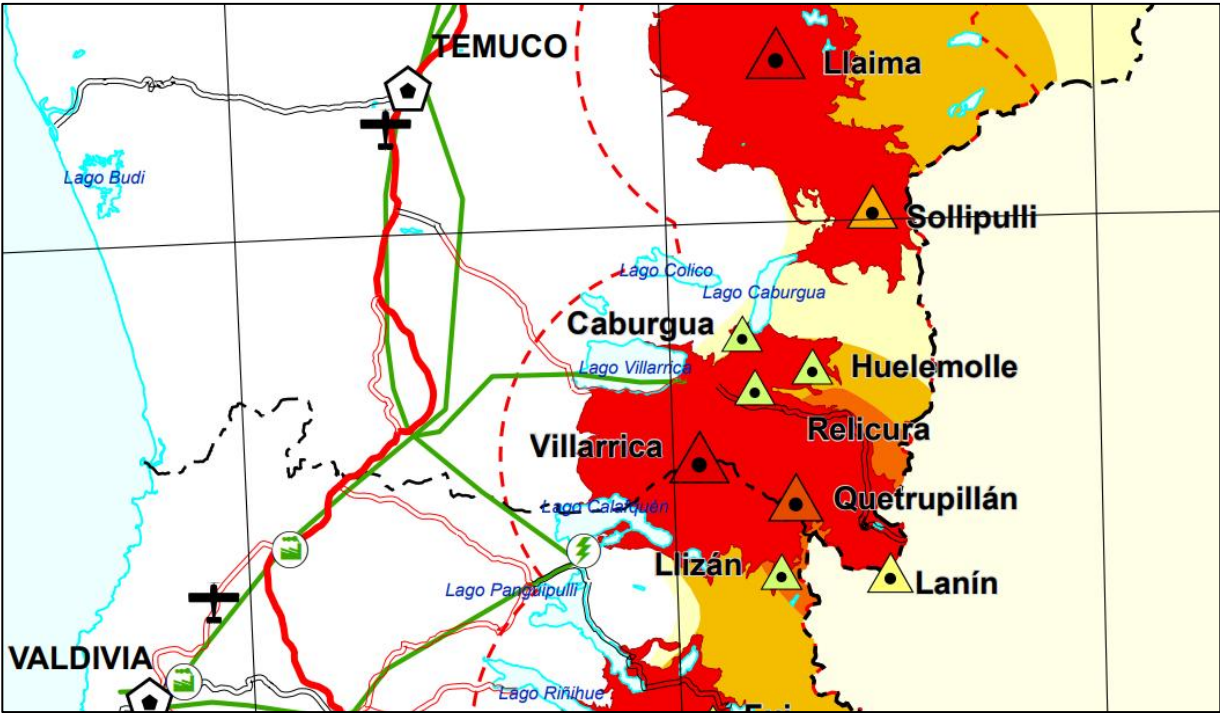 TEMUCO
Llaima
Lago Budi
Sollipulli
Lago Colico
Lago Caburgua
Caburgua
Lago Villarrica
Huelemolle
Relicura
Villarrica
Quetrupillán
Lago Calafquén
Llizán
Lanín
Lago Panguipulli
VALDIVIA
Lago Riñihue